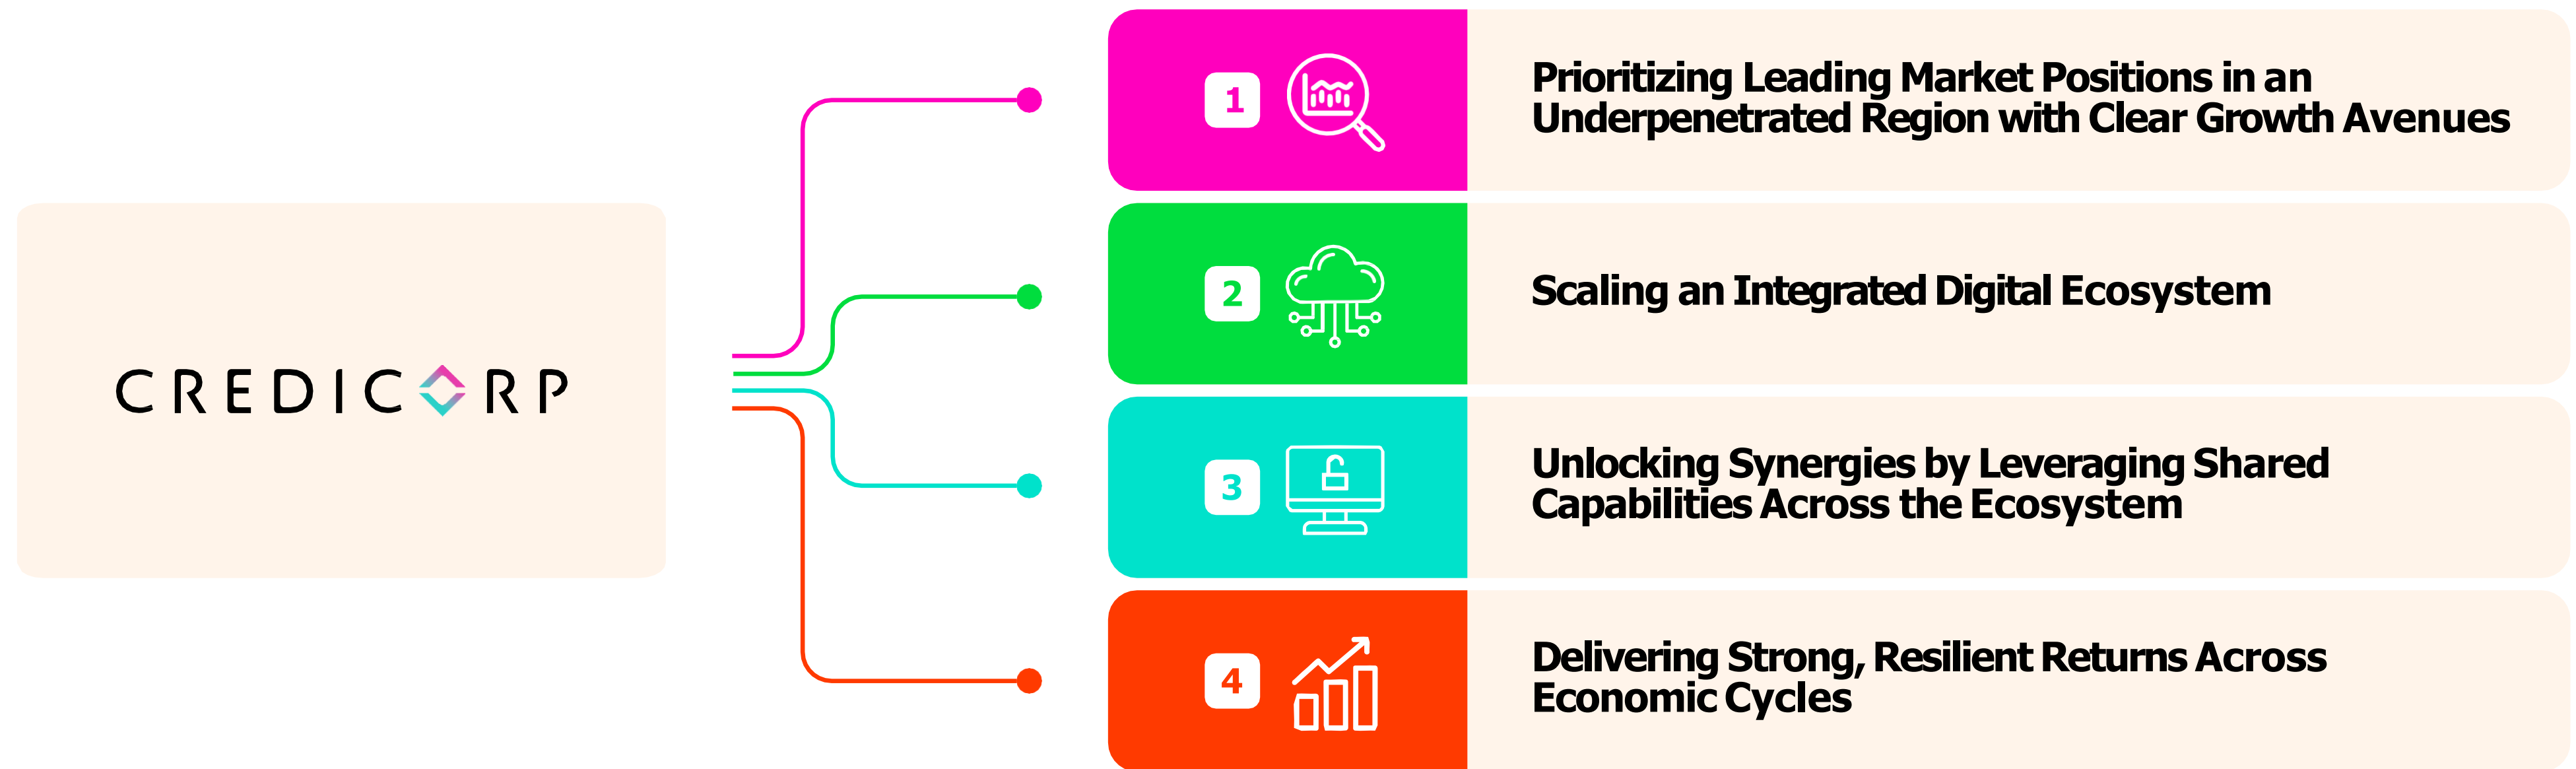 CREDICORP
1
Prioritizing Leading Market Positions in an
Underpenetrated Region with Clear Growth Avenues
2
Scaling an Integrated Digital Ecosystem
3
Unlocking Synergies by Leveraging Shared
Capabilities Across the Ecosystem
4
Delivering Strong, Resilient Returns Across
Economic Cycles